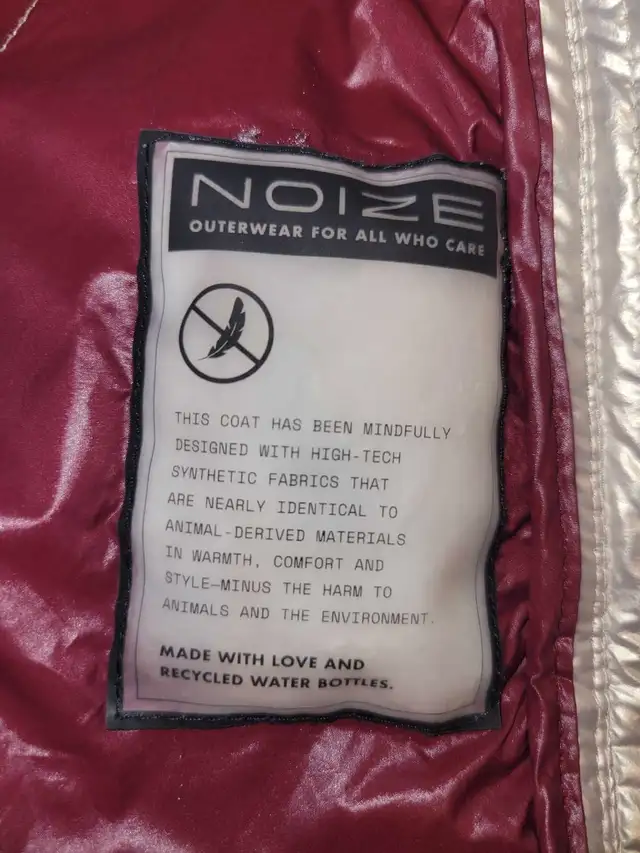 NOIZE
OUTERWEAR FOR ALL WHO CARE
THIS COAT HAS BEEN MINDFULLY
DESIGNED WITH HIGH-TECH
SYNTHETIC FABRICS THAT
ARE NEARLY IDENTICAL TO
ANIMAL-DERIVED MATERIALS
IN WARMTH, COMFORT AND
STYLE—MINUS THE HARM TO
ANIMALS AND THE ENVIRONMENT.
MADE WITH LOVE AND
RECYCLED WATER BOTTLES.